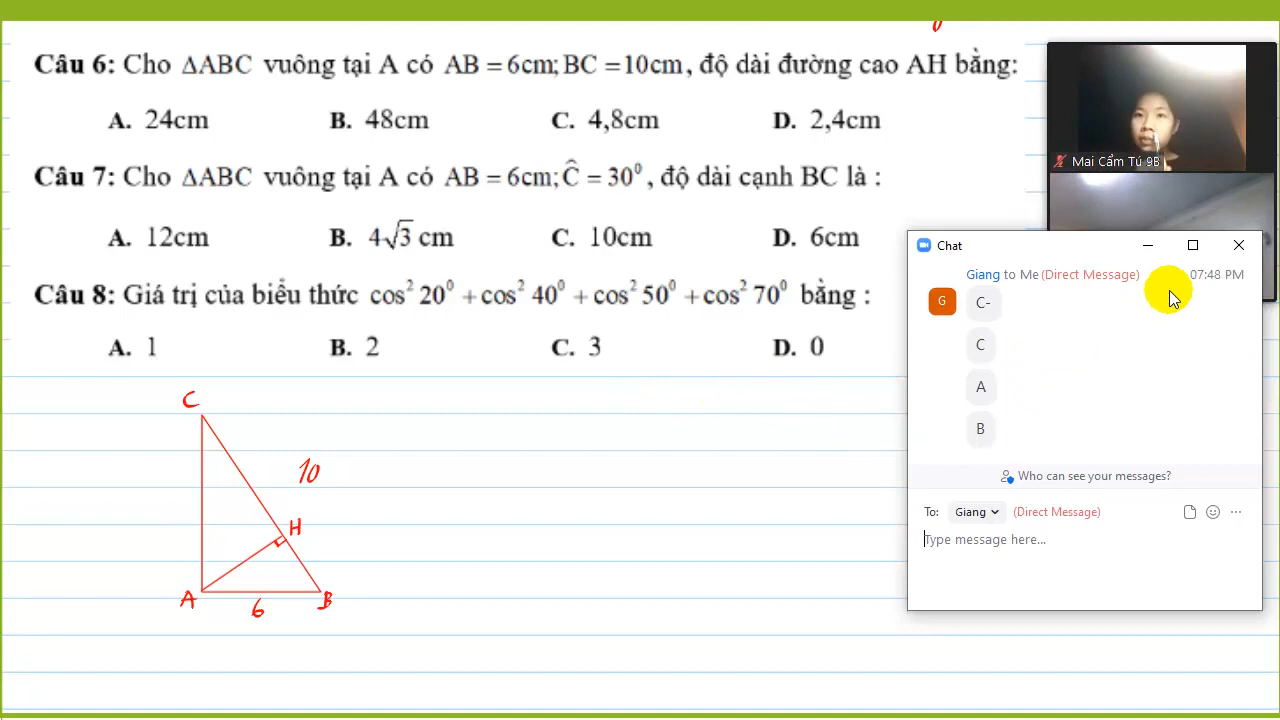 Câu 6: Cho ΔABC vuông tại A có AB = 6cm; BC = 10cm, độ dài đường cao AH bằng:
A. 24cm B. 48cm C. 4,8cm D. 2,4cm
Câu 7: Cho ΔABC vuông tại A có AB = 6cm; Ĉ = 30⁰, độ dài cạnh BC là :
A. 12cm B. 4√3 cm C. 10cm D. 6cm
Câu 8: Giá trị của biểu thức cos² 20⁰ + cos² 40⁰ + cos² 50⁰ + cos² 70⁰ bằng :
A. 1 B. 2 C. 3 D. 0
C
10
H
A
6
B
Mai Cẩm Tú 9B
Chat
Giang to Me (Direct Message) 07:48 PM
G
C-
C
A
B
Who can see your messages?
To: Giang (Direct Message)
Type message here...